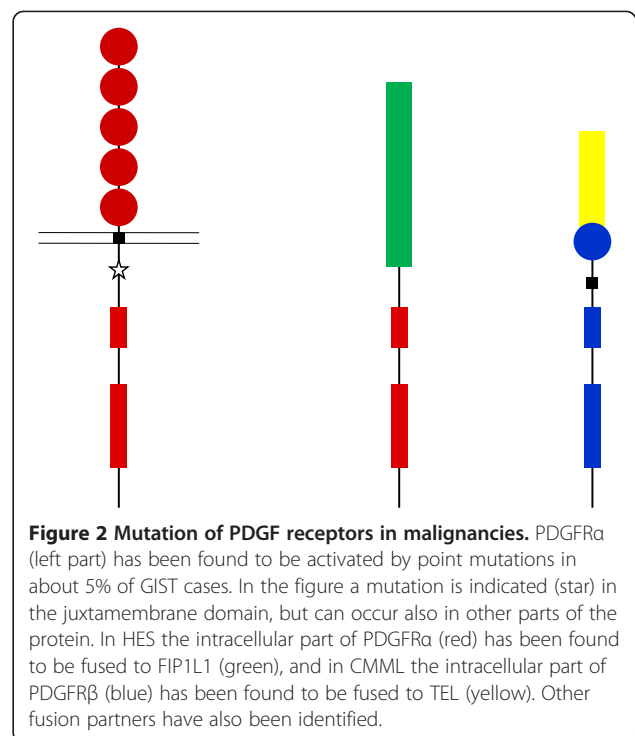 Figure 2 Mutation of PDGF receptors in malignancies. PDGFRα
(left part) has been found to be activated by point mutations in
about 5% of GIST cases. In the figure a mutation is indicated (star) in
the juxtamembrane domain, but can occur also in other parts of the
protein. In HES the intracellular part of PDGFRα (red) has been found
to be fused to FIP1L1 (green), and in CMML the intracellular part of
PDGFRβ (blue) has been found to be fused to TEL (yellow). Other
fusion partners have also been identified.